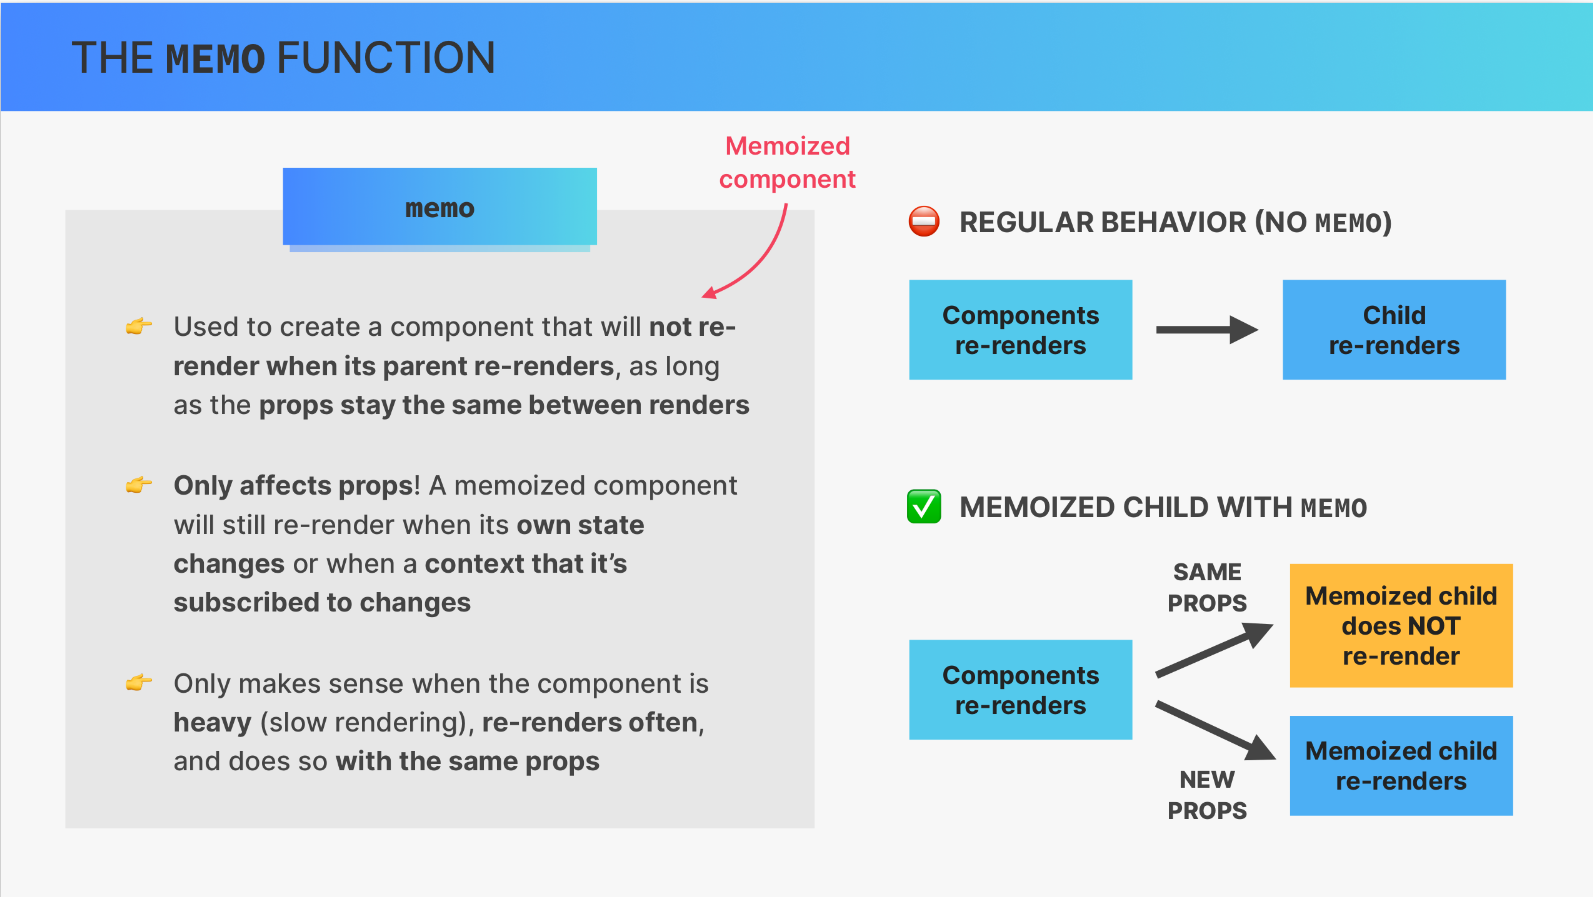 THE MEMO FUNCTION
Memoized
component
memo
Used to create a component that will not re-
render when its parent re-renders, as long
as the props stay the same between renders
Only affects props! A memoized component
will still re-render when its own state
changes or when a context that it’s
subscribed to changes
Only makes sense when the component is
heavy (slow rendering), re-renders often,
and does so with the same props
REGULAR BEHAVIOR (NO MEMO)
Components
re-renders
Child
re-renders
MEMOIZED CHILD WITH MEMO
Components
re-renders
SAME
PROPS
Memoized child
does NOT
re-render
NEW
PROPS
Memoized child
re-renders